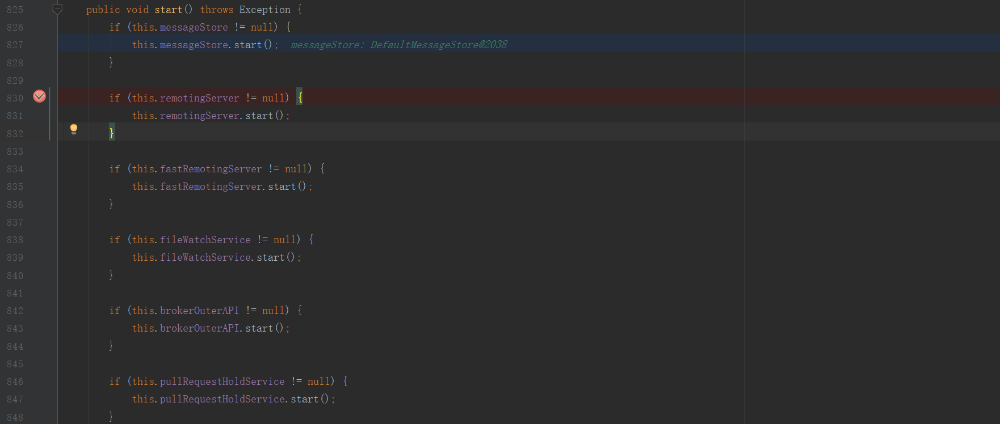 825 public void start() throws Exception {
826 if (this.messageStore != null) {
827 this.messageStore.start(); messageStore: DefaultMessageStore@2038
828 }
829
830 if (this.remotingServer != null) {
831 this.remotingServer.start();
832 }
833
834 if (this.fastRemotingServer != null) {
835 this.fastRemotingServer.start();
836 }
837
838 if (this.fileWatchService != null) {
839 this.fileWatchService.start();
840 }
841
842 if (this.brokerOuterAPI != null) {
843 this.brokerOuterAPI.start();
844 }
845
846 if (this.pullRequestHoldService != null) {
847 this.pullRequestHoldService.start();
848 }